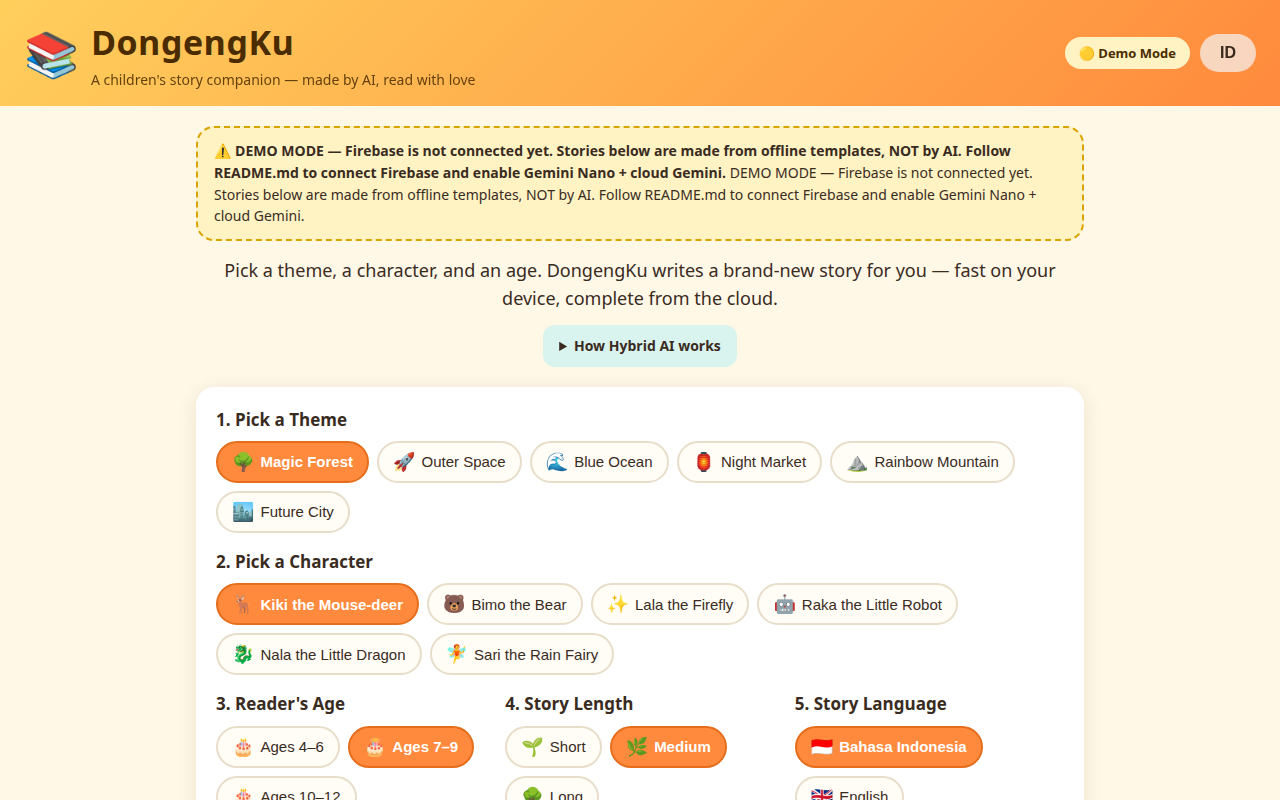 DongengKu
A children's story companion — made by AI, read with love
Demo Mode
ID
DEMO MODE — Firebase is not connected yet. Stories below are made from offline templates, NOT by AI. Follow
README.md to connect Firebase and enable Gemini Nano + cloud Gemini. DEMO MODE — Firebase is not connected yet.
Stories below are made from offline templates, NOT by AI. Follow README.md to connect Firebase and enable Gemini Nano +
cloud Gemini.
Pick a theme, a character, and an age. DongengKu writes a brand-new story for you — fast on your
device, complete from the cloud.
How Hybrid AI works
1. Pick a Theme
Magic Forest
Outer Space
Blue Ocean
Night Market
Rainbow Mountain
Future City
2. Pick a Character
Kiki the Mouse-deer
Bimo the Bear
Lala the Firefly
Raka the Little Robot
Nala the Little Dragon
Sari the Rain Fairy
3. Reader's Age
Ages 4–6
Ages 7–9
Ages 10–12
4. Story Length
Short
Medium
Long
5. Story Language
Bahasa Indonesia
English